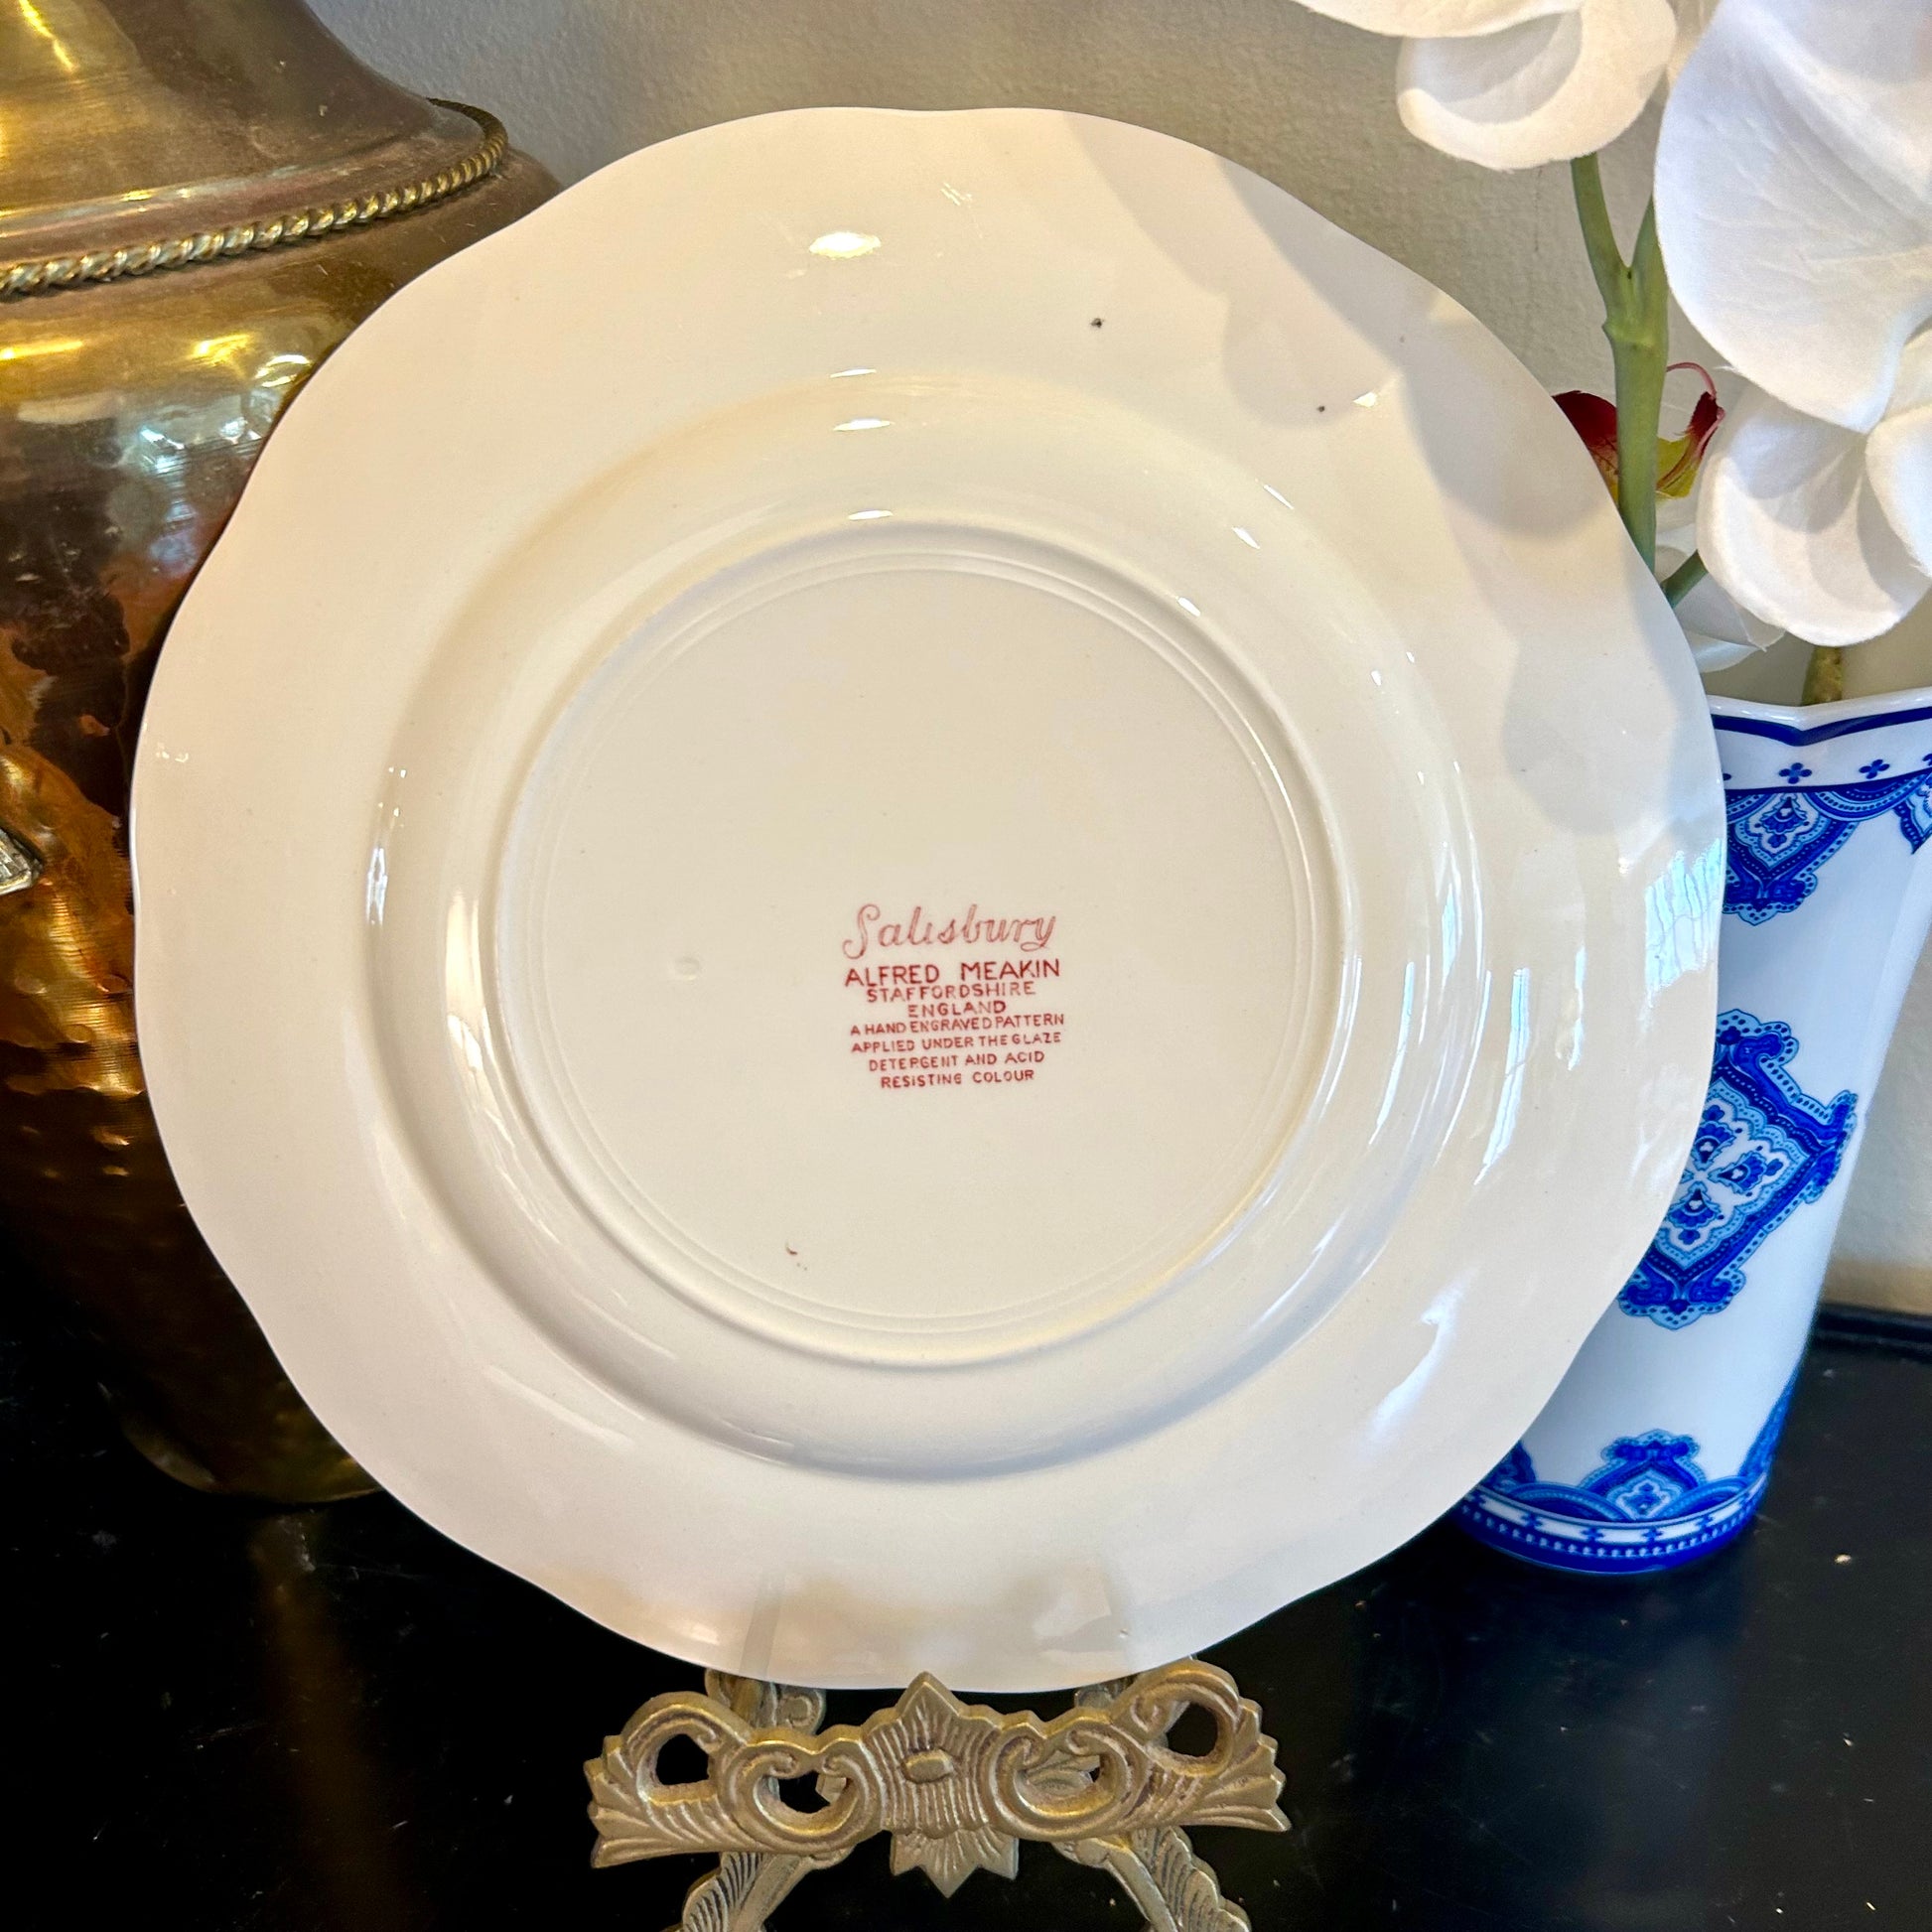 Salisbury
ALFRED MEAKIN
STAFFORDSHIRE
ENGLAND
A HAND ENGRAVED PATTERN
APPLIED UNDER THE GLAZE
DETERGENT AND ACID
RESISTING COLOUR